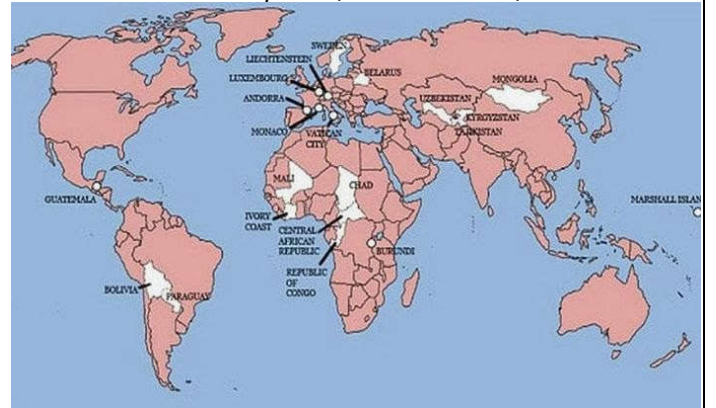 SWEDEN
LIECHTENSTEIN
LUXEMBOURG
BELARUS
MONGOLIA
ANDORRA
UZBEKISTAN
KYRGYZSTAN
MONACO
VATICAN
CITY
MALI
CHAD
GUATEMALA
MARSHALL ISLAN
IVORY
COAST
CENTRAL
AFRICAN
REPUBLIC
BURUNDI
REPUBLIC
OF
CONGO
BOLIVIA
PARAGUAY